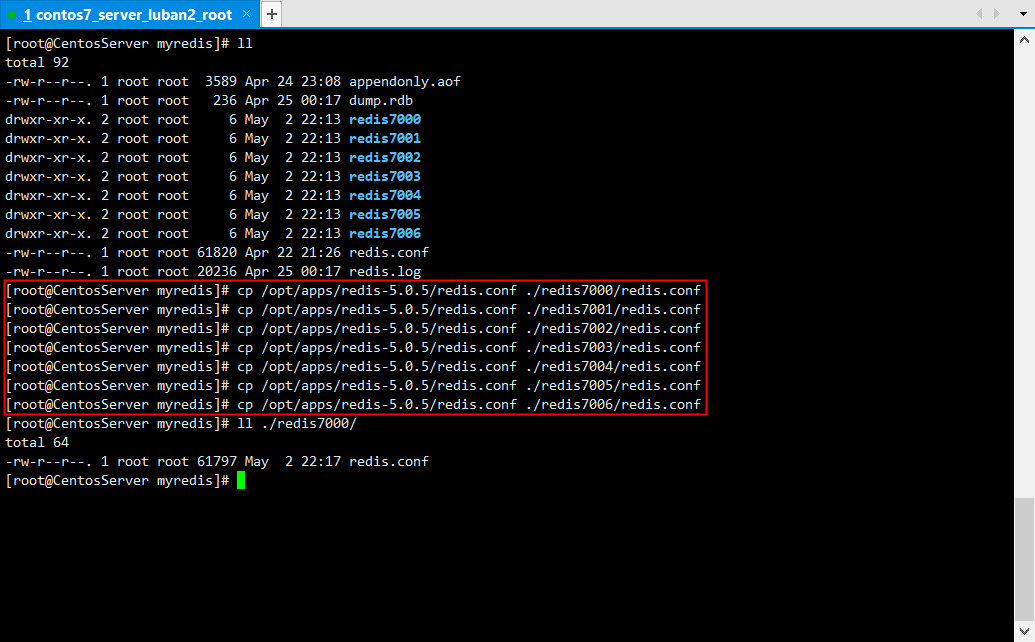 1 contos7_server_luban2_root × +
[root@CentosServer myredis]# ll
total 92
-rw-r--r--. 1 root root  3589 Apr 24 23:08 appendonly.aof
-rw-r--r--. 1 root root   236 Apr 25 00:17 dump.rdb
drwxr-xr-x. 2 root root     6 May  2 22:13 redis7000
drwxr-xr-x. 2 root root     6 May  2 22:13 redis7001
drwxr-xr-x. 2 root root     6 May  2 22:13 redis7002
drwxr-xr-x. 2 root root     6 May  2 22:13 redis7003
drwxr-xr-x. 2 root root     6 May  2 22:13 redis7004
drwxr-xr-x. 2 root root     6 May  2 22:13 redis7005
drwxr-xr-x. 2 root root     6 May  2 22:13 redis7006
-rw-r--r--. 1 root root 61820 Apr 22 21:26 redis.conf
-rw-r--r--. 1 root root 20236 Apr 25 00:17 redis.log
[root@CentosServer myredis]# cp /opt/apps/redis-5.0.5/redis.conf ./redis7000/redis.conf
[root@CentosServer myredis]# cp /opt/apps/redis-5.0.5/redis.conf ./redis7001/redis.conf
[root@CentosServer myredis]# cp /opt/apps/redis-5.0.5/redis.conf ./redis7002/redis.conf
[root@CentosServer myredis]# cp /opt/apps/redis-5.0.5/redis.conf ./redis7003/redis.conf
[root@CentosServer myredis]# cp /opt/apps/redis-5.0.5/redis.conf ./redis7004/redis.conf
[root@CentosServer myredis]# cp /opt/apps/redis-5.0.5/redis.conf ./redis7005/redis.conf
[root@CentosServer myredis]# cp /opt/apps/redis-5.0.5/redis.conf ./redis7006/redis.conf
[root@CentosServer myredis]# ll ./redis7000/
total 64
-rw-r--r--. 1 root root 61797 May  2 22:17 redis.conf
[root@CentosServer myredis]#